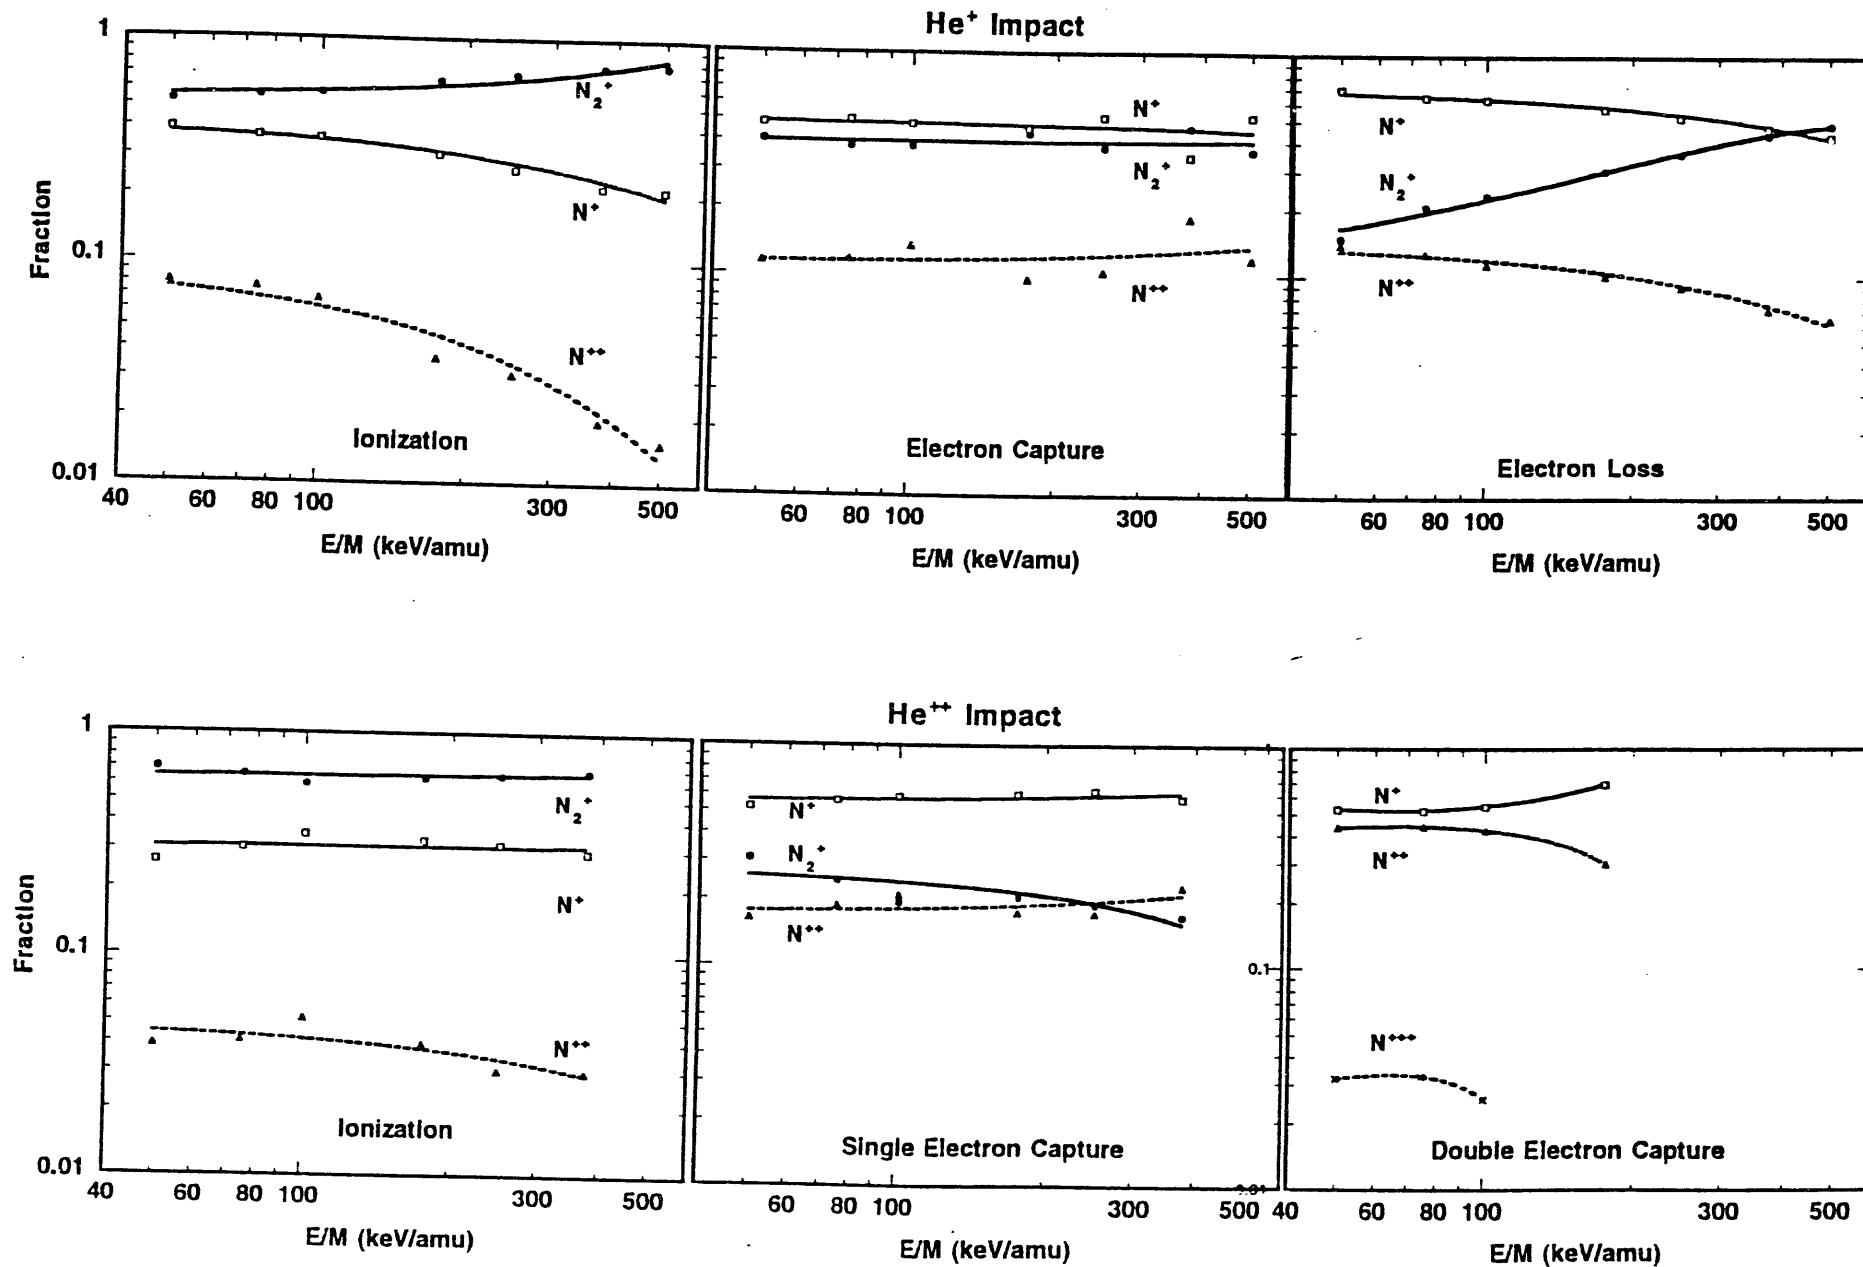 He⁺ Impact
1
0.1
0.01
Fraction
N₂⁺
N⁺
N⁺⁺
Ionization
40 60 80 100 300 500
E/M (keV/amu)
N⁺
N₂⁺
N⁺⁺
Electron Capture
60 80 100 300 500
E/M (keV/amu)
N⁺
N₂⁺
N⁺⁺
Electron Loss
60 80 100 300 500
E/M (keV/amu)
He⁺⁺ Impact
1
0.1
0.01
Fraction
N₂⁺
N⁺
N⁺⁺
Ionization
40 60 80 100 300 500
E/M (keV/amu)
N⁺
N₂⁺
N⁺⁺
Single Electron Capture
60 80 100 300 500
E/M (keV/amu)
0.1
N⁺
N⁺⁺
N⁺⁺⁺
Double Electron Capture
40 60 80 100 300 500
E/M (keV/amu)